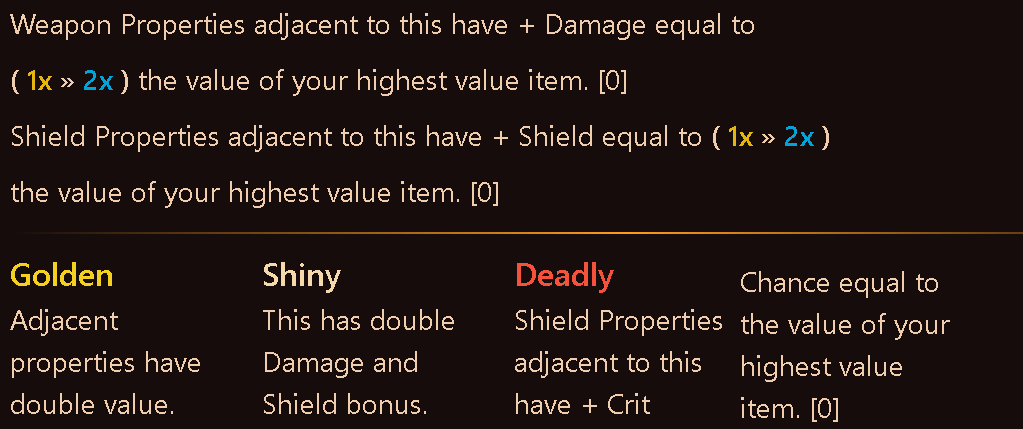 Weapon Properties adjacent to this have + Damage equal to
( 1x » 2x ) the value of your highest value item. [0]
Shield Properties adjacent to this have + Shield equal to ( 1x » 2x )
the value of your highest value item. [0]
Golden
Adjacent
properties have
double value.
Shiny
This has double
Damage and
Shield bonus.
Deadly
Shield Properties
adjacent to this
have + Crit
Chance equal to
the value of your
highest value
item. [0]